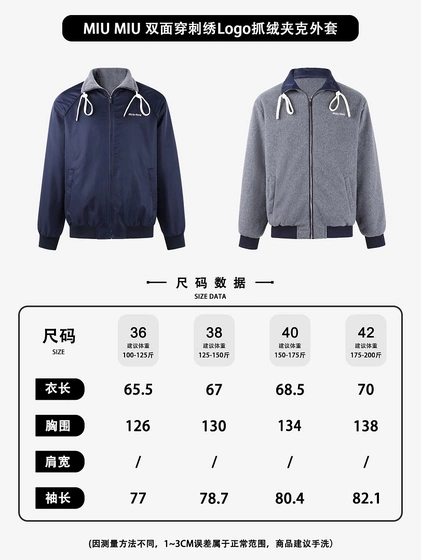 MIU MIU 双面穿刺绣Logo抓绒夹克外套
尺码数据
SIZE DATA
尺码
SIZE
36
建议体重
100-125斤
38
建议体重
125-150斤
40
建议体重
150-175斤
42
建议体重
175-200斤
衣长 65.5 67 68.5 70
胸围 126 130 134 138
肩宽 / / / /
袖长 77 78.7 80.4 82.1
(因测量方法不同，1~3CM误差属于正常范围，商品建议手洗)